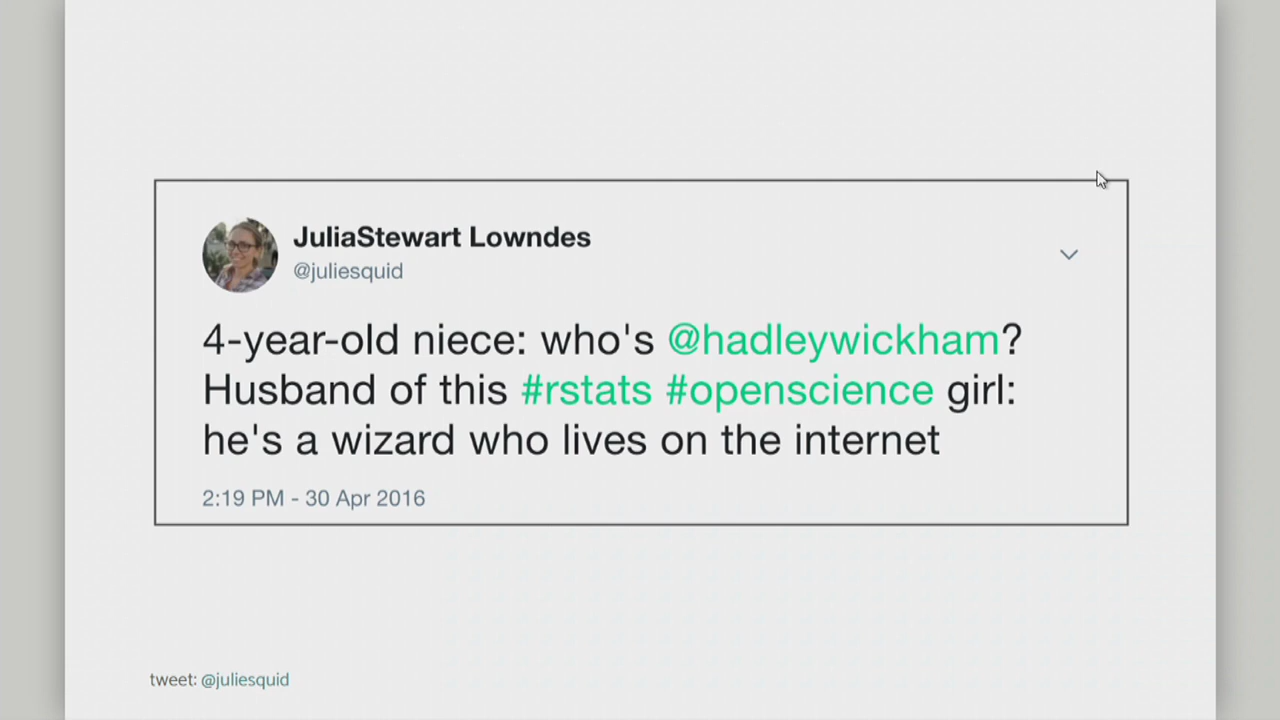 JuliaStewart Lowndes
@juliesquid
4-year-old niece: who's @hadleywickham?
Husband of this #rstats #openscience girl:
he's a wizard who lives on the internet
2:19 PM - 30 Apr 2016
tweet: @juliesquid